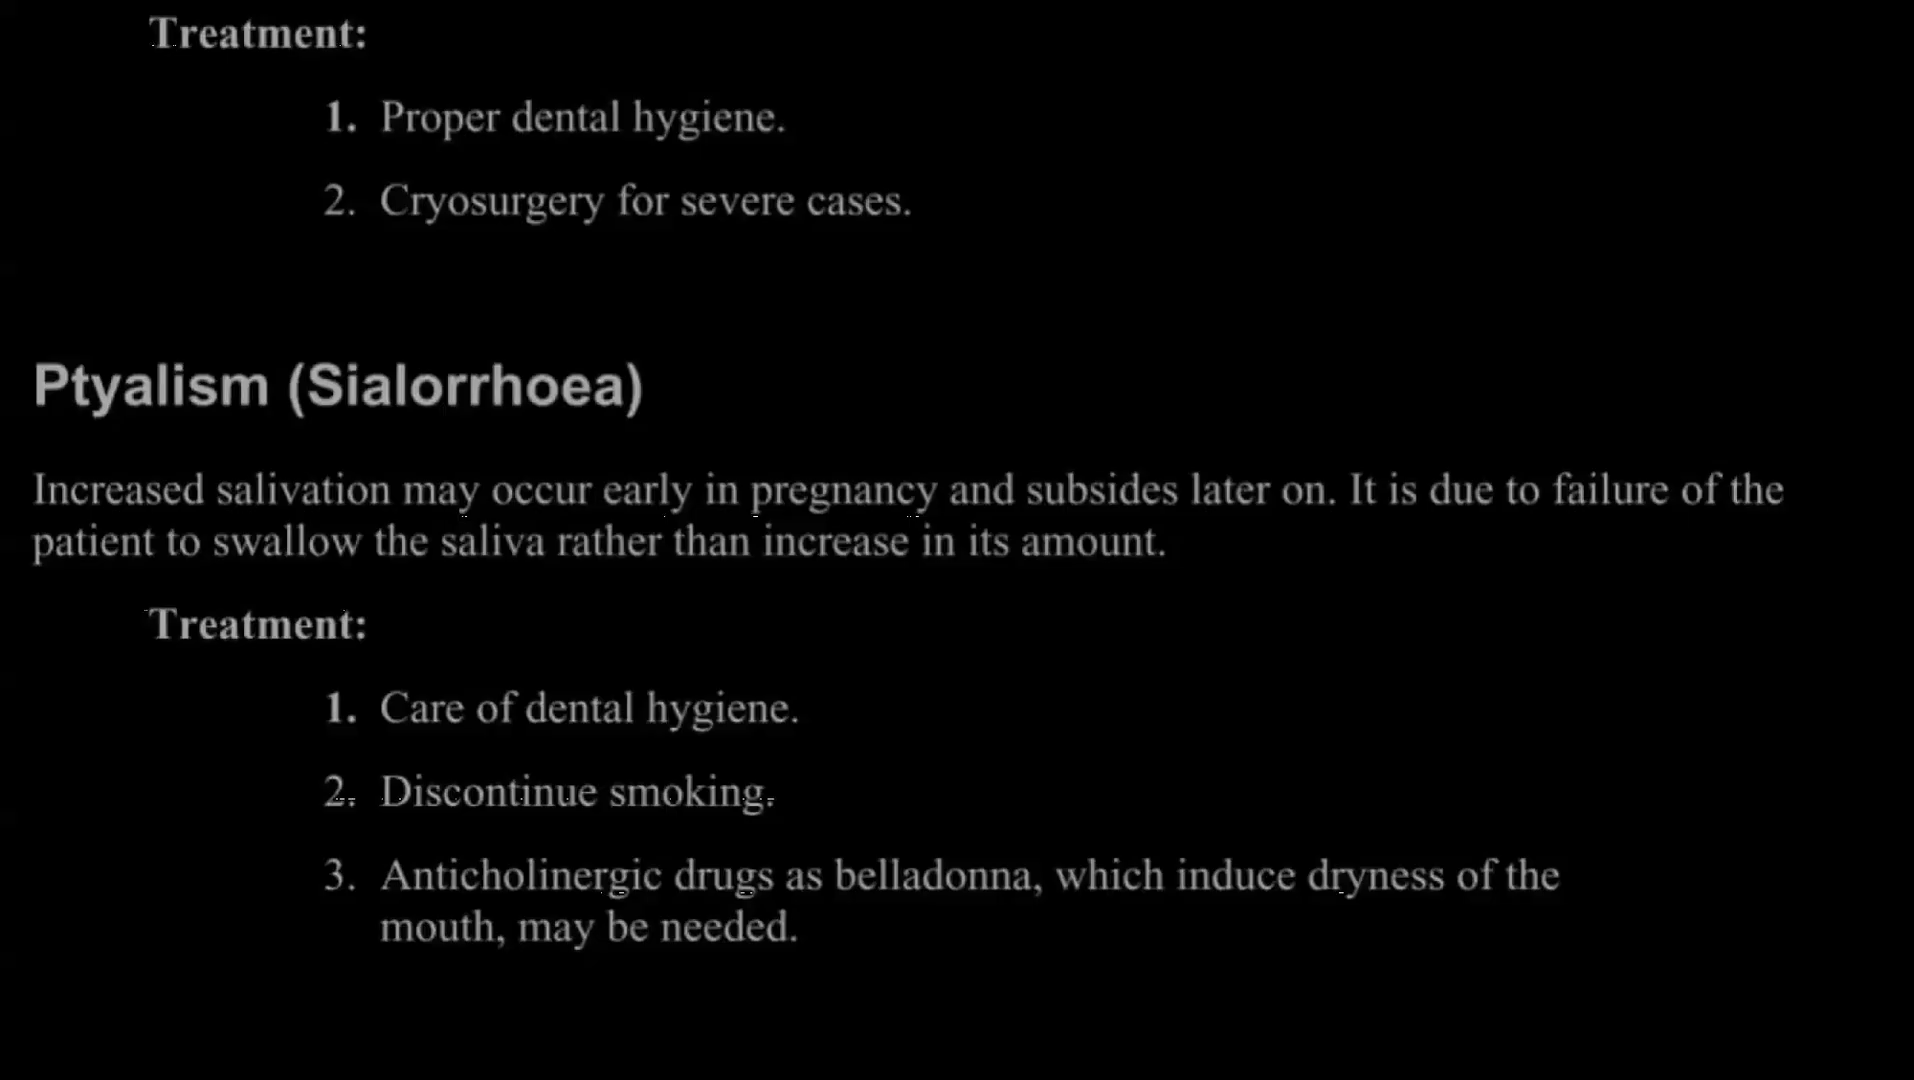 Treatment:
1. Proper dental hygiene.
2. Cryosurgery for severe cases.
Ptyalism (Sialorrhoea)
Increased salivation may occur early in pregnancy and subsides later on. It is due to failure of the
patient to swallow the saliva rather than increase in its amount.
Treatment:
1. Care of dental hygiene.
2. Discontinue smoking.
3. Anticholinergic drugs as belladonna, which induce dryness of the
mouth, may be needed.